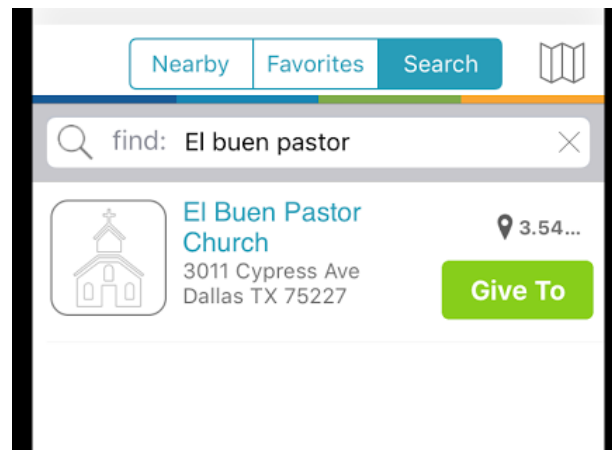 Nearby Favorites Search
find: El buen pastor
El Buen Pastor
Church
3011 Cypress Ave
Dallas TX 75227
3.54...
Give To